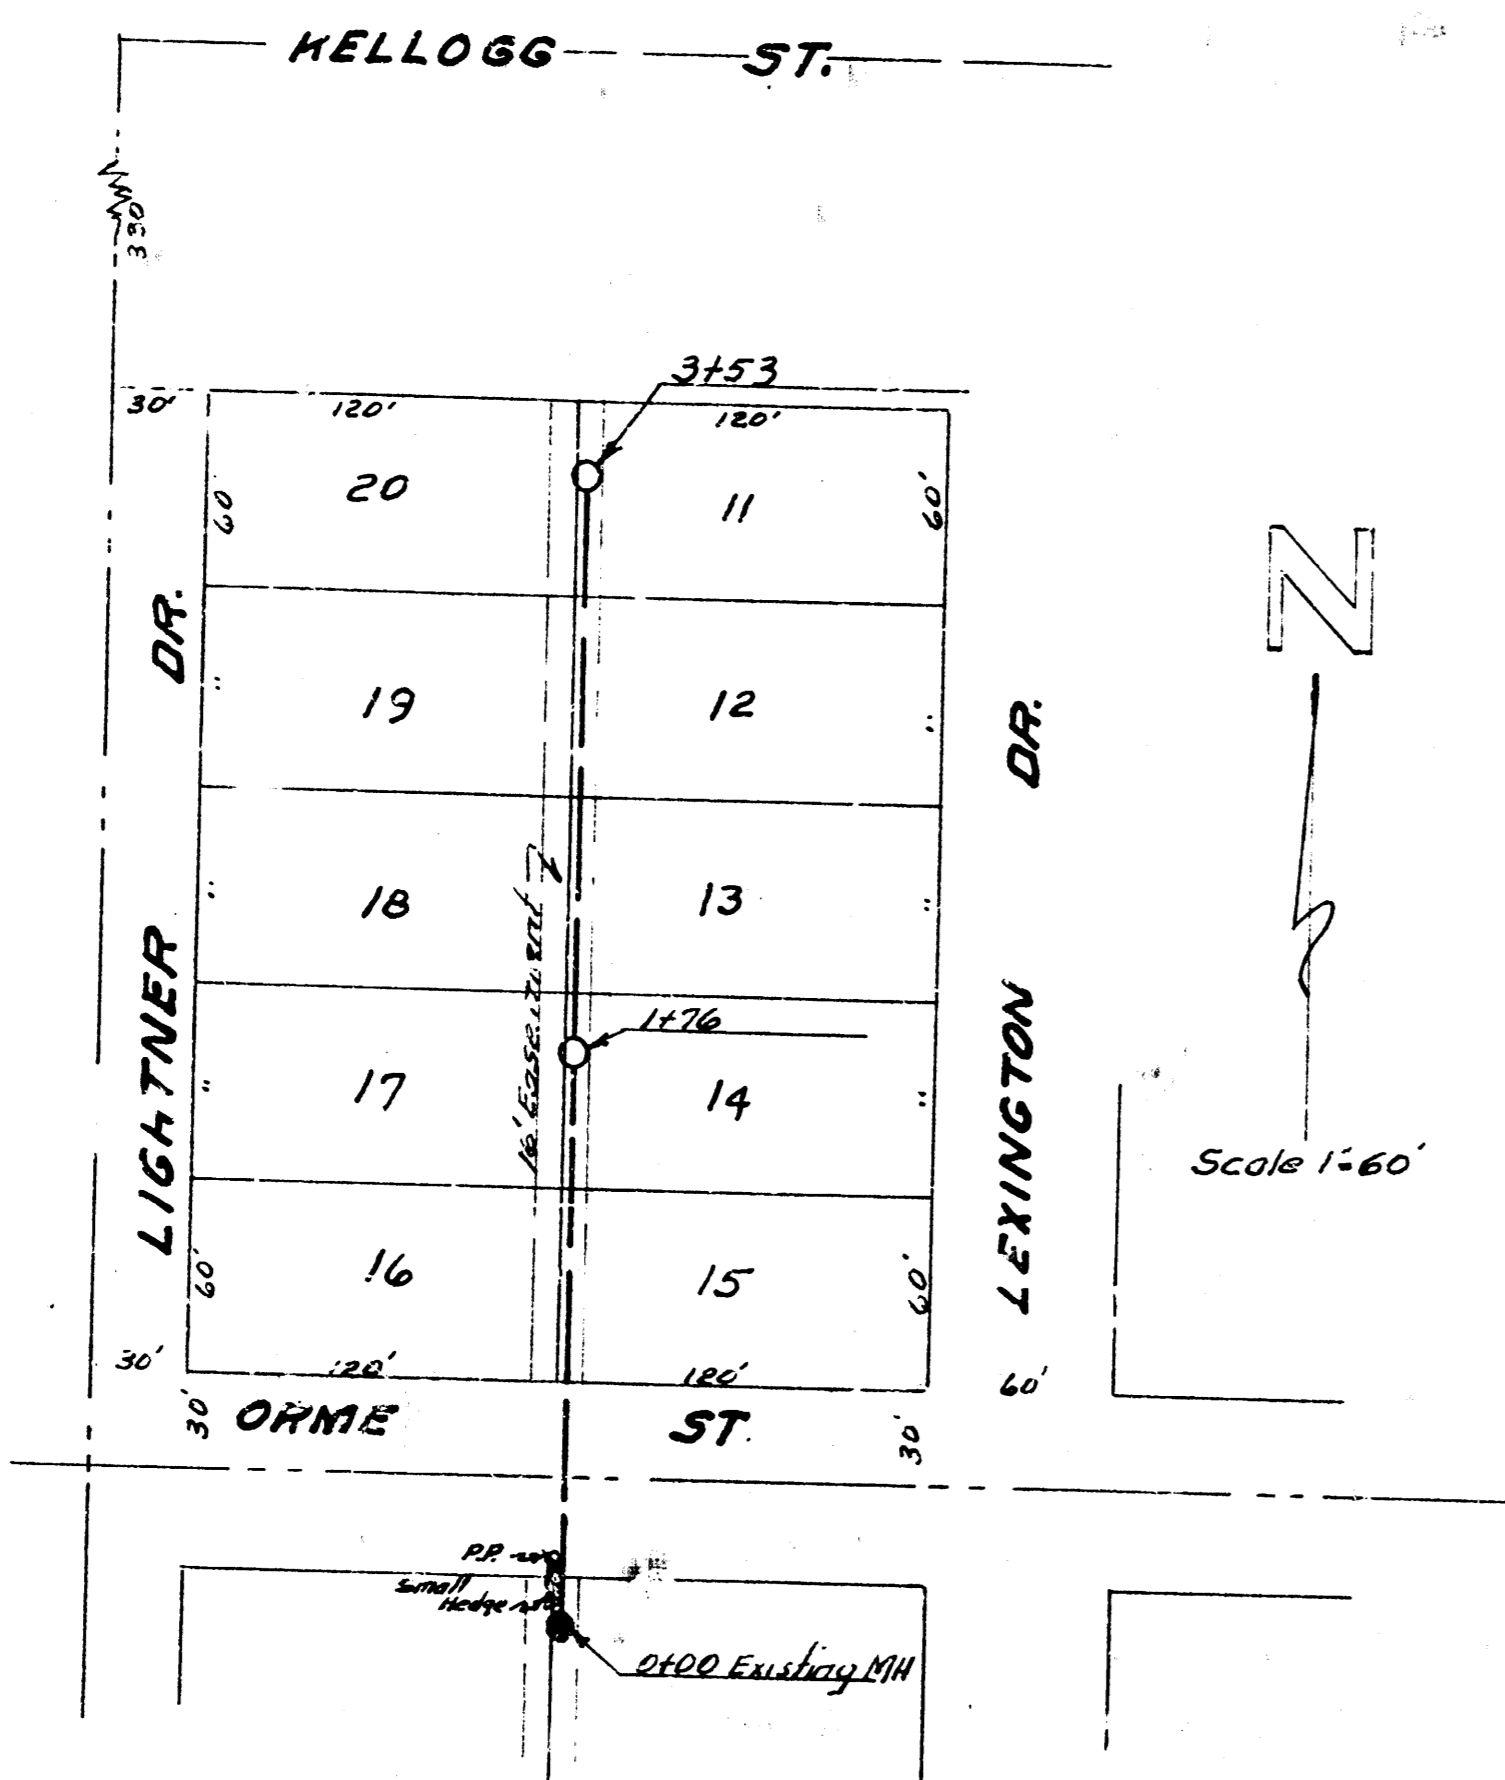 KELLOGG ST.
330
3+53
30' 120' 120'
20 11
60 60'
DR.
19 12
" "
DR.
18 13
" "
16' Easement
LIGHTNER
1+76
17 14
" "
LEXINGTON
N
Scale 1"=60'
16 15
60' 60'
30' 120' 120' 60'
30' ORME ST. 30'
P.P.
Small
Hedge
0+00 Existing MH